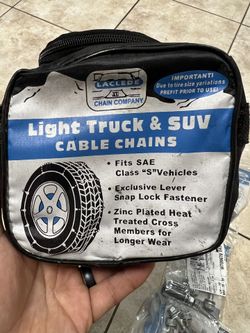 LACLEDE
CHAIN COMPANY
IMPORTANT!
Due to tire size variations
PREFIT PRIOR TO USE!
Light Truck & SUV
CABLE CHAINS
• Fits SAE
Class "S"Vehicles
• Exclusive Lever
Snap Lock Fastener
• Zinc Plated Heat
Treated Cross
Members for
Longer Wear